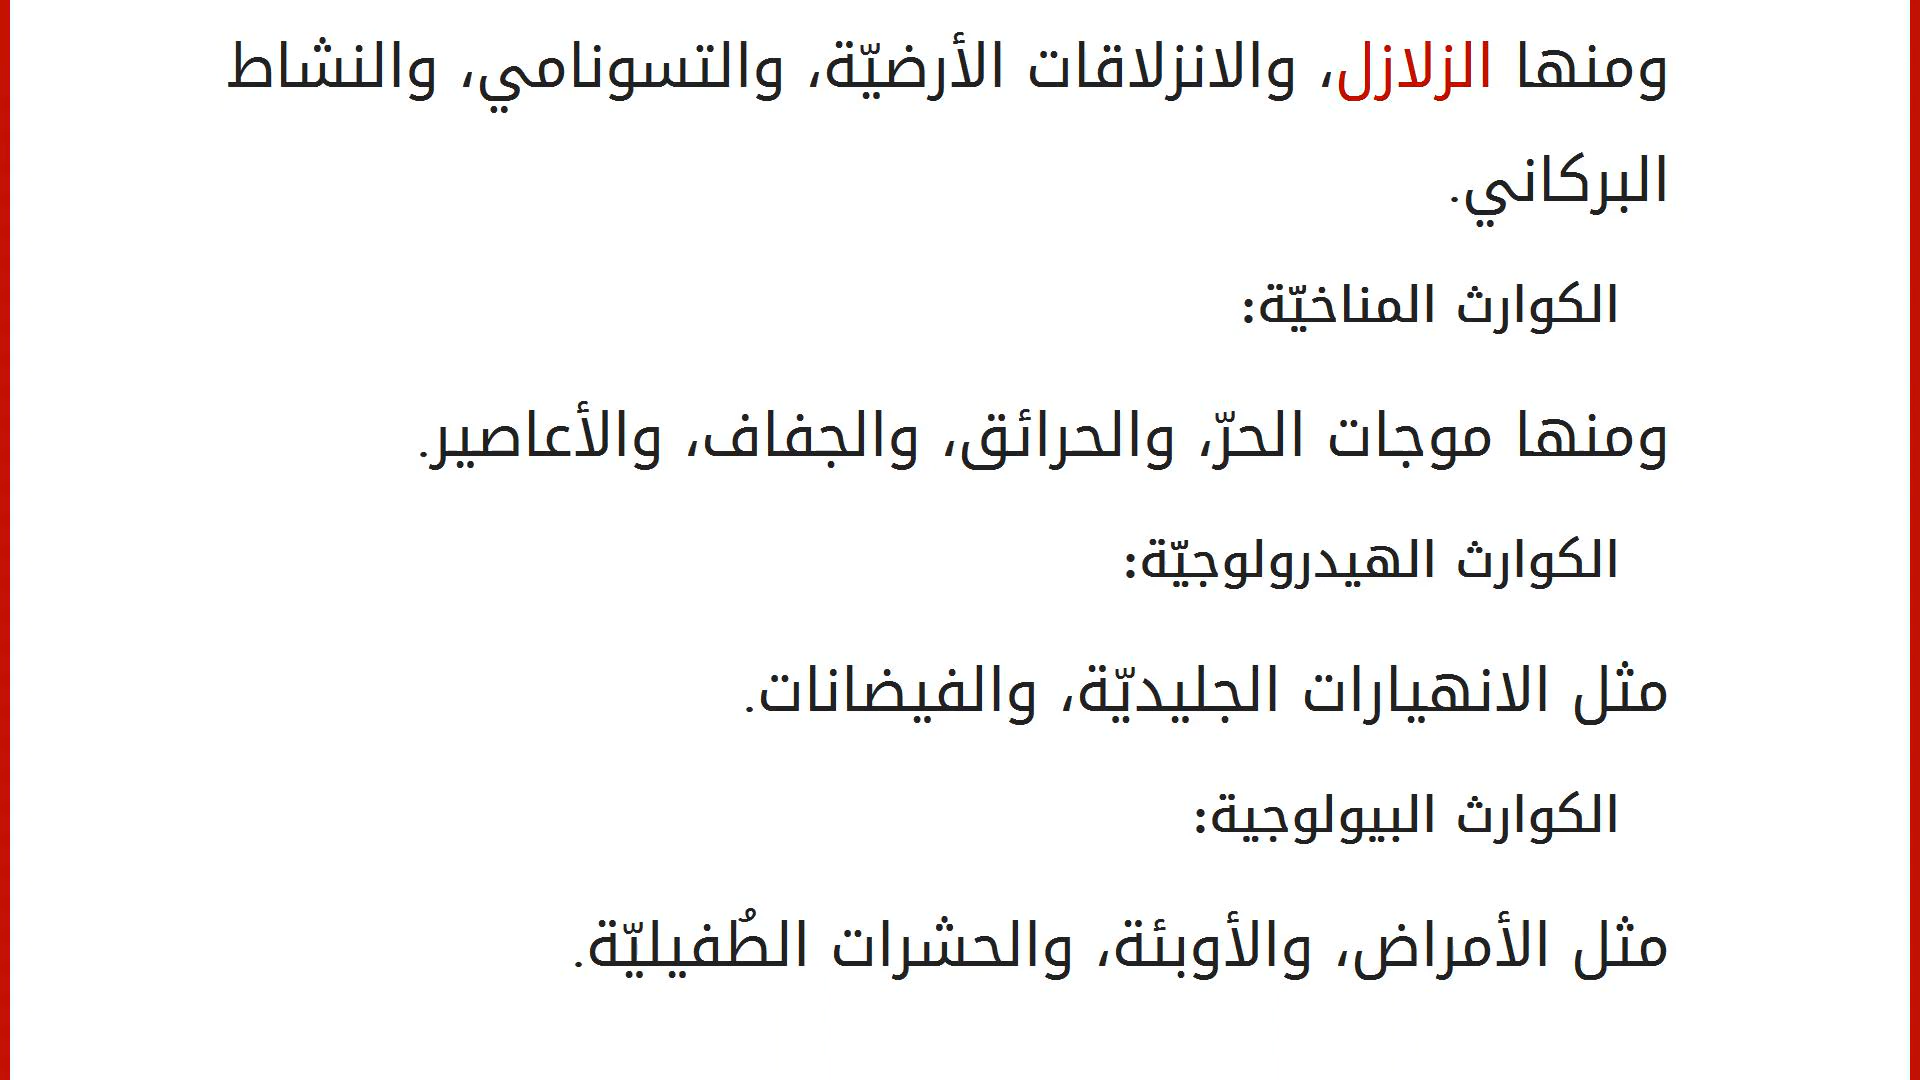 ومنها الزلازل، والانزلاقات الأرضيّة، والتسونامي، والنشاط
البركاني.
الكوارث المناخيّة:
ومنها موجات الحرّ، والحرائق، والجفاف، والأعاصير.
الكوارث الهيدرولوجيّة:
مثل الانهيارات الجليديّة، والفيضانات.
الكوارث البيولوجية:
مثل الأمراض، والأوبئة، والحشرات الطُفيليّة.